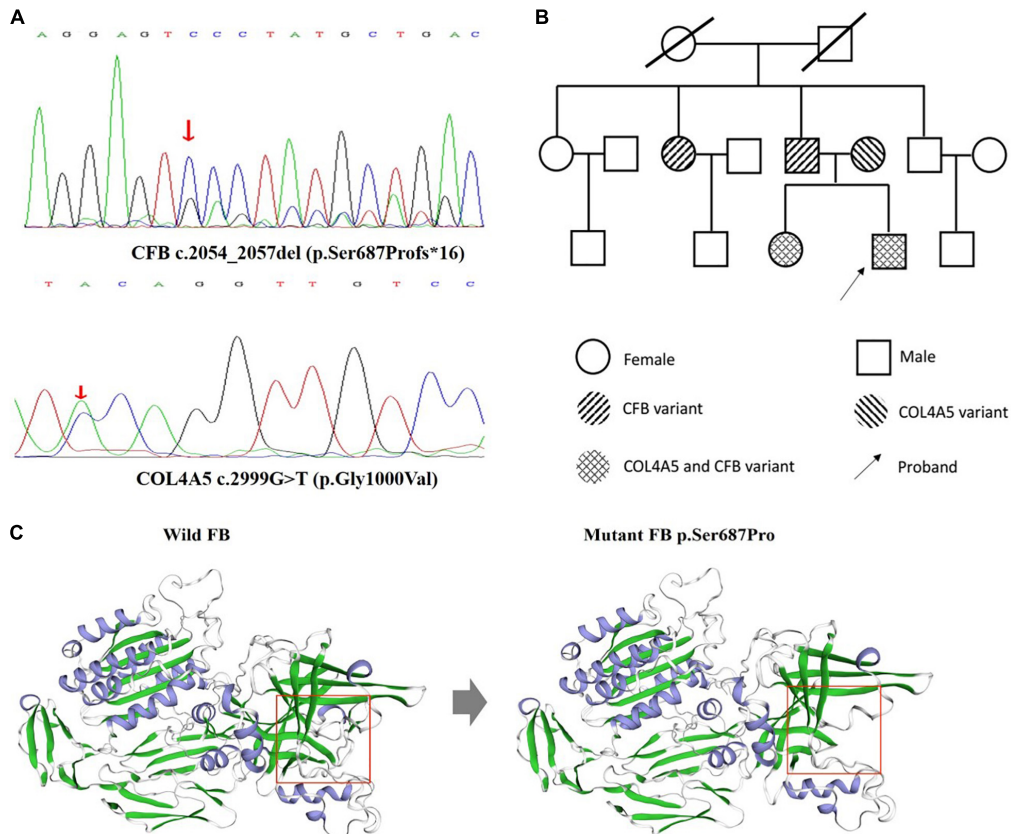 A
A G G A G T C C C T A T G C T G A C
CFB c.2054_2057del (p.Ser687Profs*16)
T A C A G G T T G T C C
COL4A5 c.2999G>T (p.Gly1000Val)
B
Female
Male
CFB variant
COL4A5 variant
COL4A5 and CFB variant
Proband
C
Wild FB
Mutant FB p.Ser687Pro